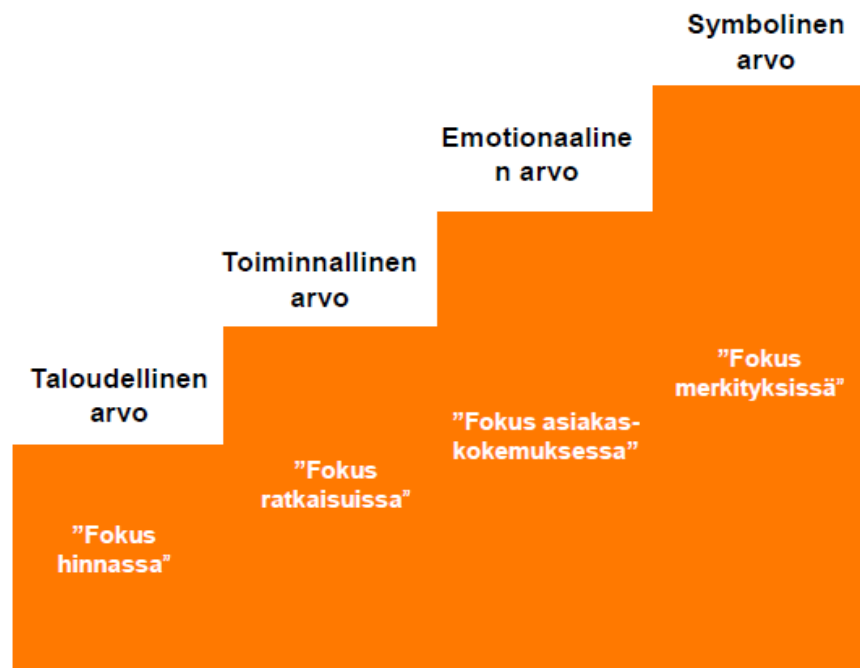 Symbolinen
arvo
Emotionaaline
n arvo
Toiminnallinen
arvo
Taloudellinen
arvo
”Fokus
merkityksissä”
”Fokus asiakas-
kokemuksessa”
”Fokus
ratkaisuissa”
”Fokus
hinnassa”